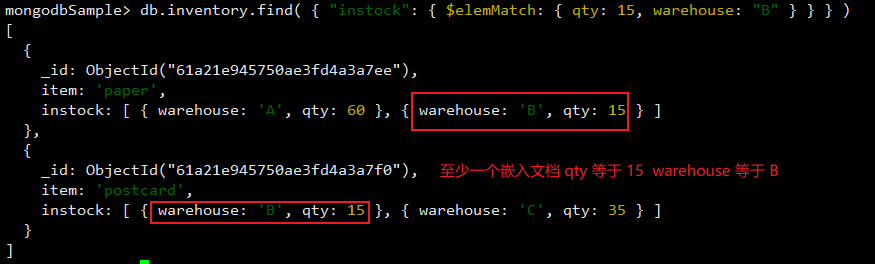 mongodbSample> db.inventory.find( { "instock": { $elemMatch: { qty: 15, warehouse: "B" } } } )
[
  {
    _id: ObjectId("61a21e945750ae3fd4a3a7ee"),
    item: 'paper',
    instock: [ { warehouse: 'A', qty: 60 }, { warehouse: 'B', qty: 15 } ]
  },
  {
    _id: ObjectId("61a21e945750ae3fd4a3a7f0"), 至少一个嵌入文档 qty 等于 15 warehouse 等于 B
    item: 'postcard',
    instock: [ { warehouse: 'B', qty: 15 }, { warehouse: 'C', qty: 35 } ]
  }
]